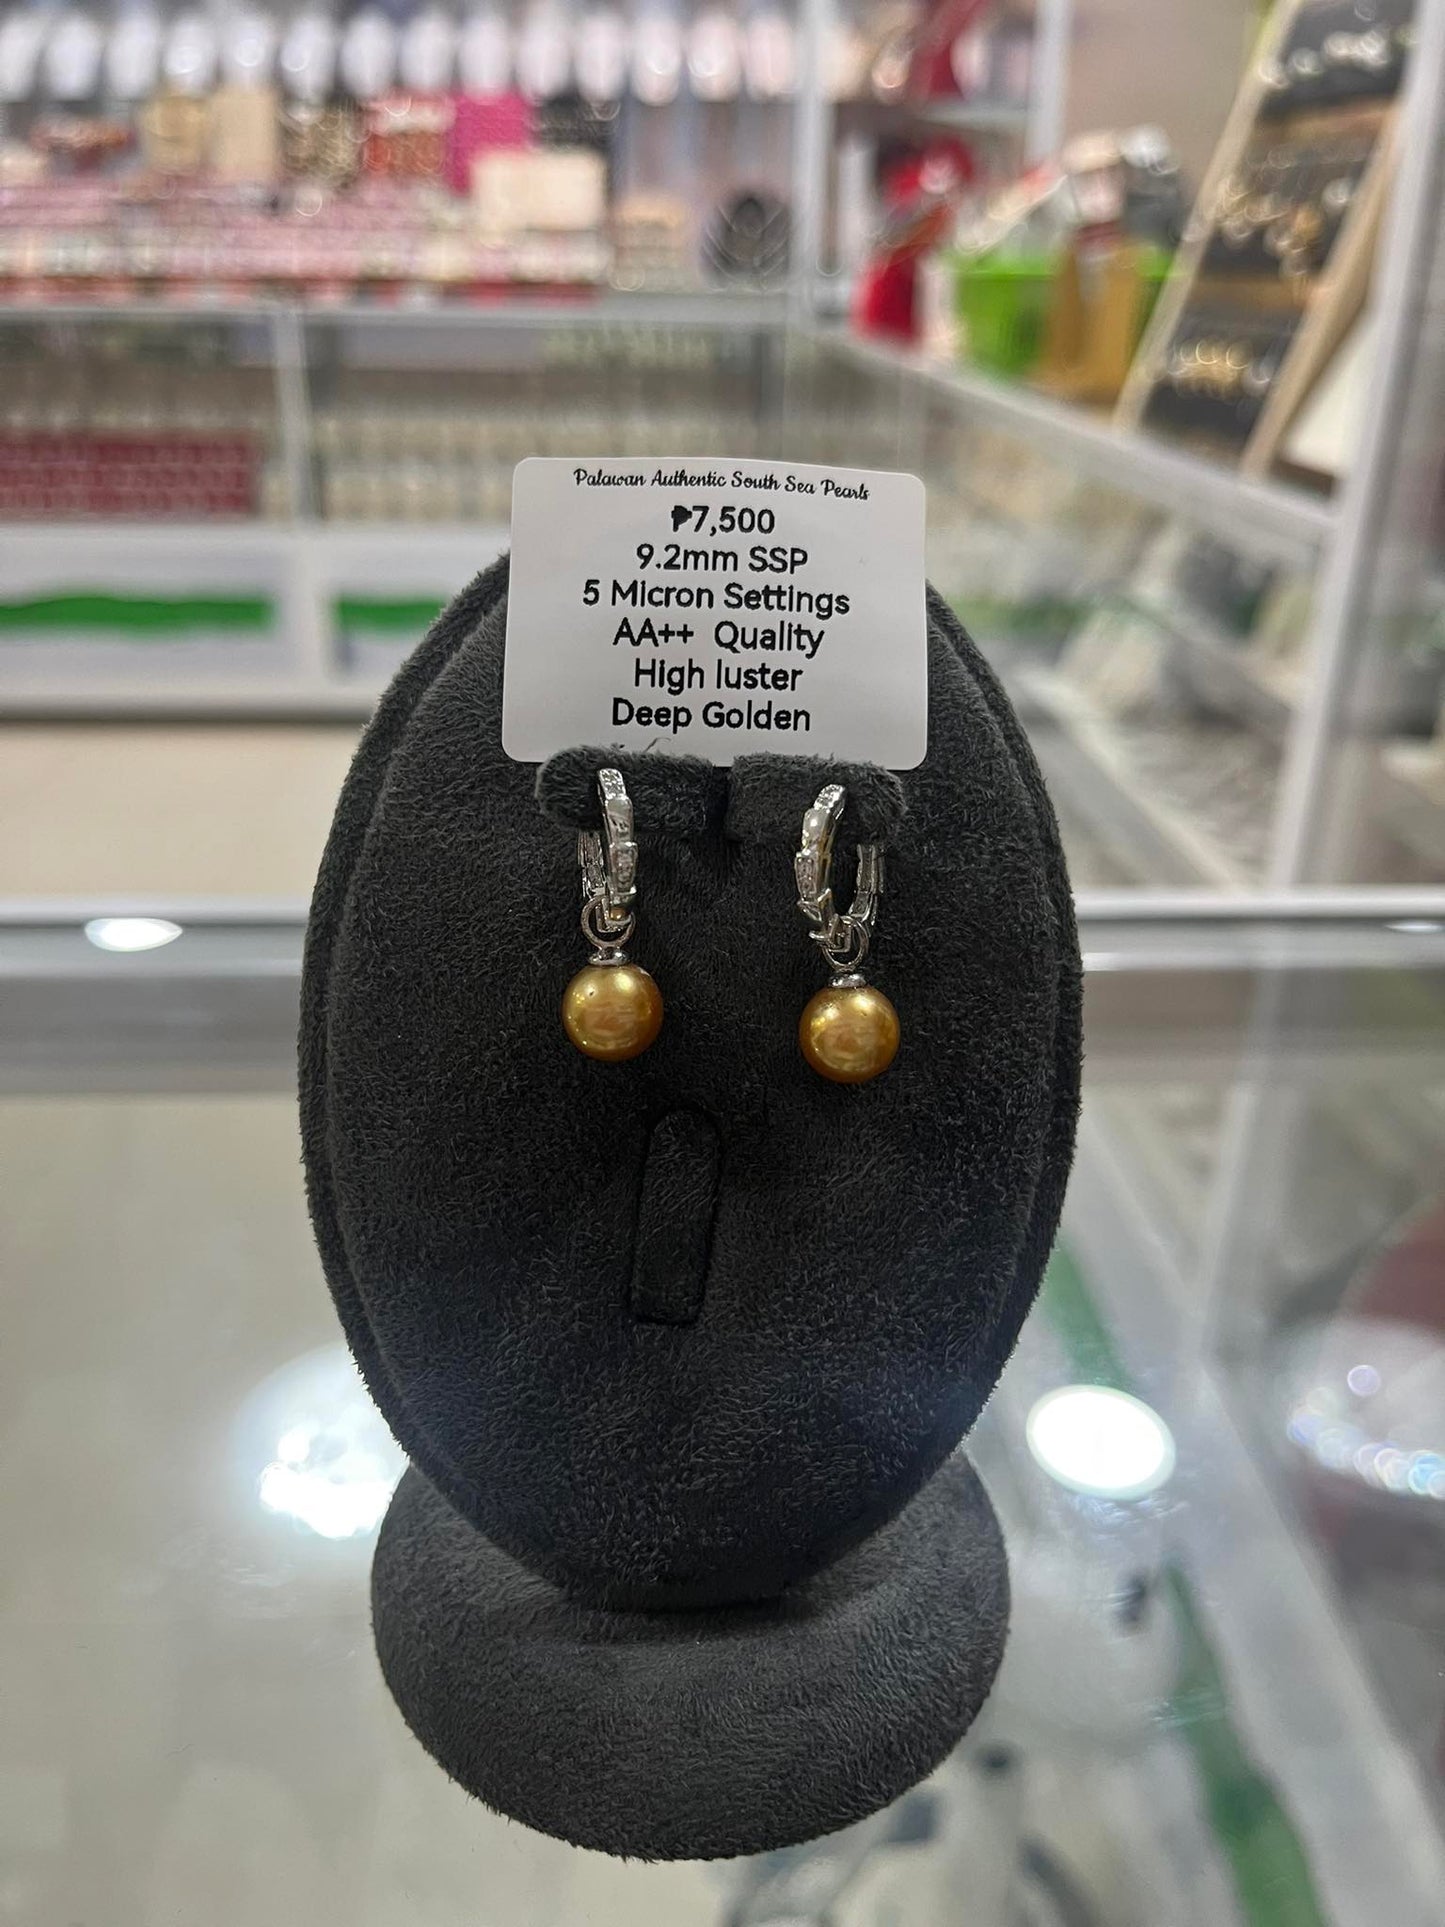 Palawan Authentic South Sea Pearls
₱7,500
9.2mm SSP
5 Micron Settings
AA++ Quality
High luster
Deep Golden